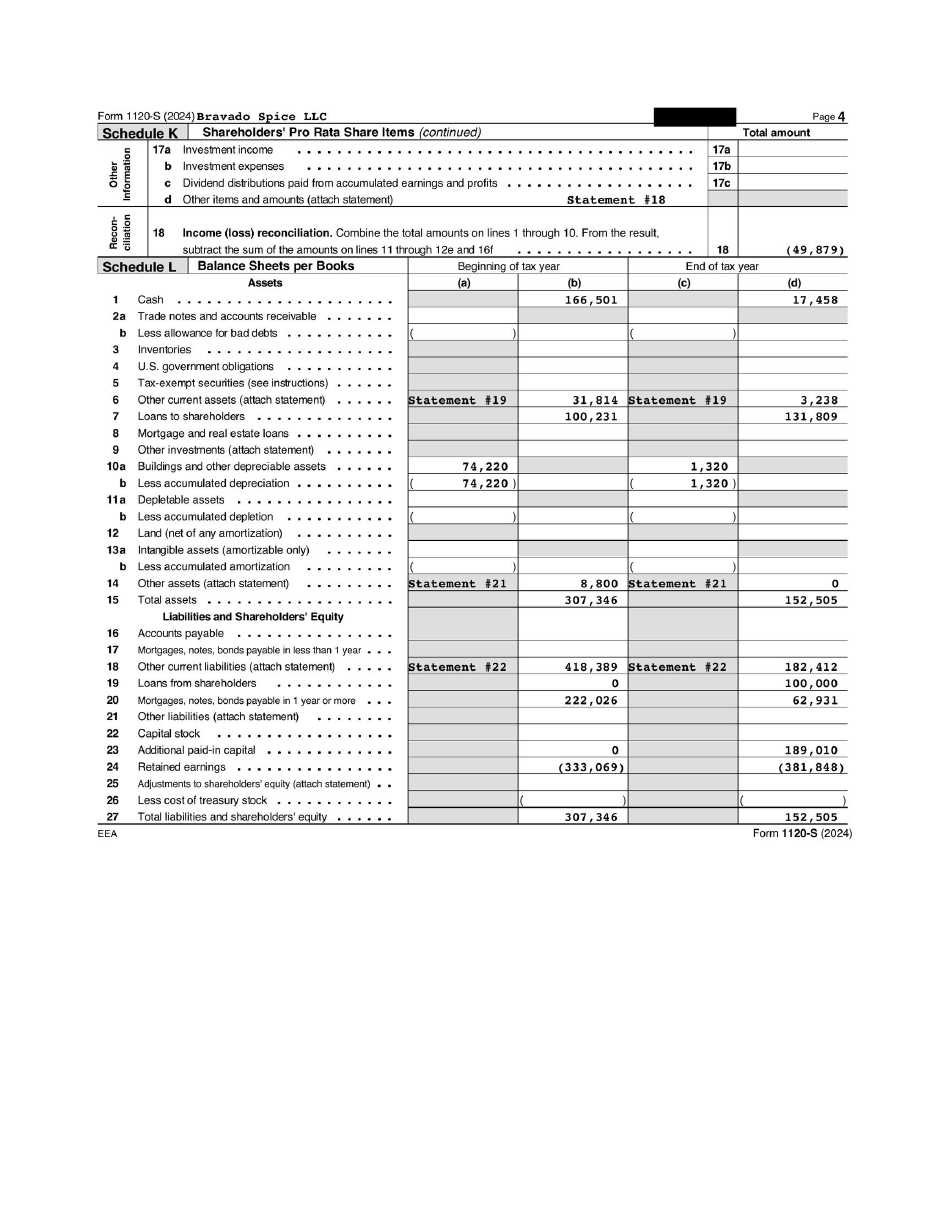 Form 1120-S (2024) Bravado Spice LLC Page 4
Schedule K Shareholders' Pro Rata Share Items (continued) Total amount
Other Information
17a Investment income . . . . . . . . . . . . . . . . . . . . . . . . . . . . . . . . . . . . . . . . 17a
b Investment expenses . . . . . . . . . . . . . . . . . . . . . . . . . . . . . . . . . . . . . . . 17b
c Dividend distributions paid from accumulated earnings and profits . . . . . . . . . . . . . . . . . . . 17c
d Other items and amounts (attach statement) Statement #18
Recon-ciliation
18 Income (loss) reconciliation. Combine the total amounts on lines 1 through 10. From the result,
subtract the sum of the amounts on lines 11 through 12e and 16f . . . . . . . . . . . . . . . . . . 18 (49,879)
Schedule L Balance Sheets per Books Beginning of tax year End of tax year
Assets (a) (b) (c) (d)
1 Cash . . . . . . . . . . . . . . . . . . . . . . 166,501 17,458
2a Trade notes and accounts receivable . . . . . . .
b Less allowance for bad debts . . . . . . . . . . . ( ) ( )
3 Inventories . . . . . . . . . . . . . . . . . . .
4 U.S. government obligations . . . . . . . . . . .
5 Tax-exempt securities (see instructions) . . . . . .
6 Other current assets (attach statement) . . . . . . Statement #19 31,814 Statement #19 3,238
7 Loans to shareholders . . . . . . . . . . . . . . 100,231 131,809
8 Mortgage and real estate loans . . . . . . . . . .
9 Other investments (attach statement) . . . . . . .
10a Buildings and other depreciable assets . . . . . . 74,220 1,320
b Less accumulated depreciation . . . . . . . . . . ( 74,220 ) ( 1,320 )
11a Depletable assets . . . . . . . . . . . . . . . .
b Less accumulated depletion . . . . . . . . . . . ( ) ( )
12 Land (net of any amortization) . . . . . . . . . .
13a Intangible assets (amortizable only) . . . . . . .
b Less accumulated amortization . . . . . . . . . ( ) ( )
14 Other assets (attach statement) . . . . . . . . . Statement #21 8,800 Statement #21 0
15 Total assets . . . . . . . . . . . . . . . . . . . 307,346 152,505
Liabilities and Shareholders' Equity
16 Accounts payable . . . . . . . . . . . . . . . .
17 Mortgages, notes, bonds payable in less than 1 year . . .
18 Other current liabilities (attach statement) . . . . . Statement #22 418,389 Statement #22 182,412
19 Loans from shareholders . . . . . . . . . . . . 0 100,000
20 Mortgages, notes, bonds payable in 1 year or more . . . 222,026 62,931
21 Other liabilities (attach statement) . . . . . . . .
22 Capital stock . . . . . . . . . . . . . . . . . .
23 Additional paid-in capital . . . . . . . . . . . . . 0 189,010
24 Retained earnings . . . . . . . . . . . . . . . . (333,069) (381,848)
25 Adjustments to shareholders' equity (attach statement) . .
26 Less cost of treasury stock . . . . . . . . . . . . ( ) ( )
27 Total liabilities and shareholders' equity . . . . . . 307,346 152,505
EEA Form 1120-S (2024)